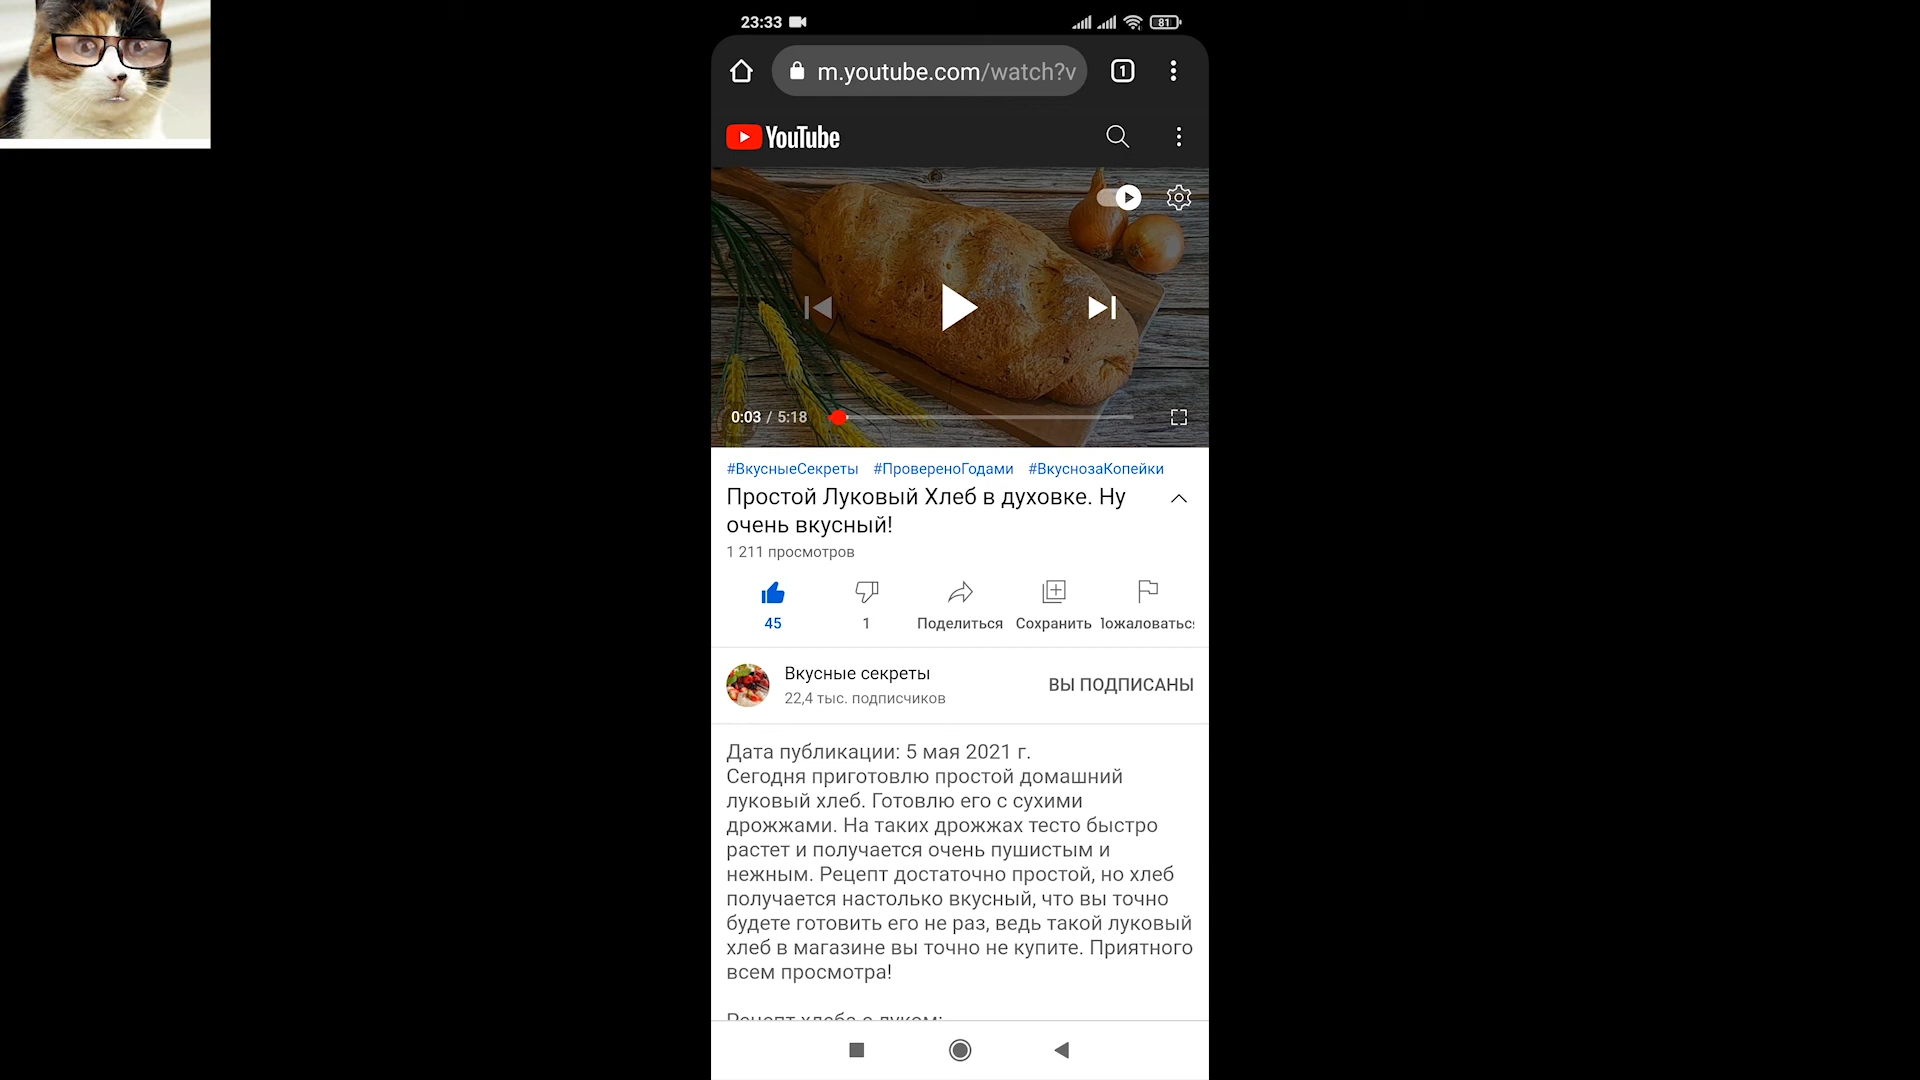 23:33
81
m.youtube.com/watch?v
1
YouTube
0:03 / 5:18
#ВкусныеСекреты #ПровереноГодами #ВкуснозаКопейки
Простой Луковый Хлеб в духовке. Ну
очень вкусный!
1 211 просмотров
45
1
Поделиться
Сохранить
Пожаловаться
Вкусные секреты
22,4 тыс. подписчиков
ВЫ ПОДПИСАНЫ
Дата публикации: 5 мая 2021 г.
Сегодня приготовлю простой домашний
луковый хлеб. Готовлю его с сухими
дрожжами. На таких дрожжах тесто быстро
растет и получается очень пушистым и
нежным. Рецепт достаточно простой, но хлеб
получается настолько вкусный, что вы точно
будете готовить его не раз, ведь такой луковый
хлеб в магазине вы точно не купите. Приятного
всем просмотра!
Рецепт хлеба с луком: